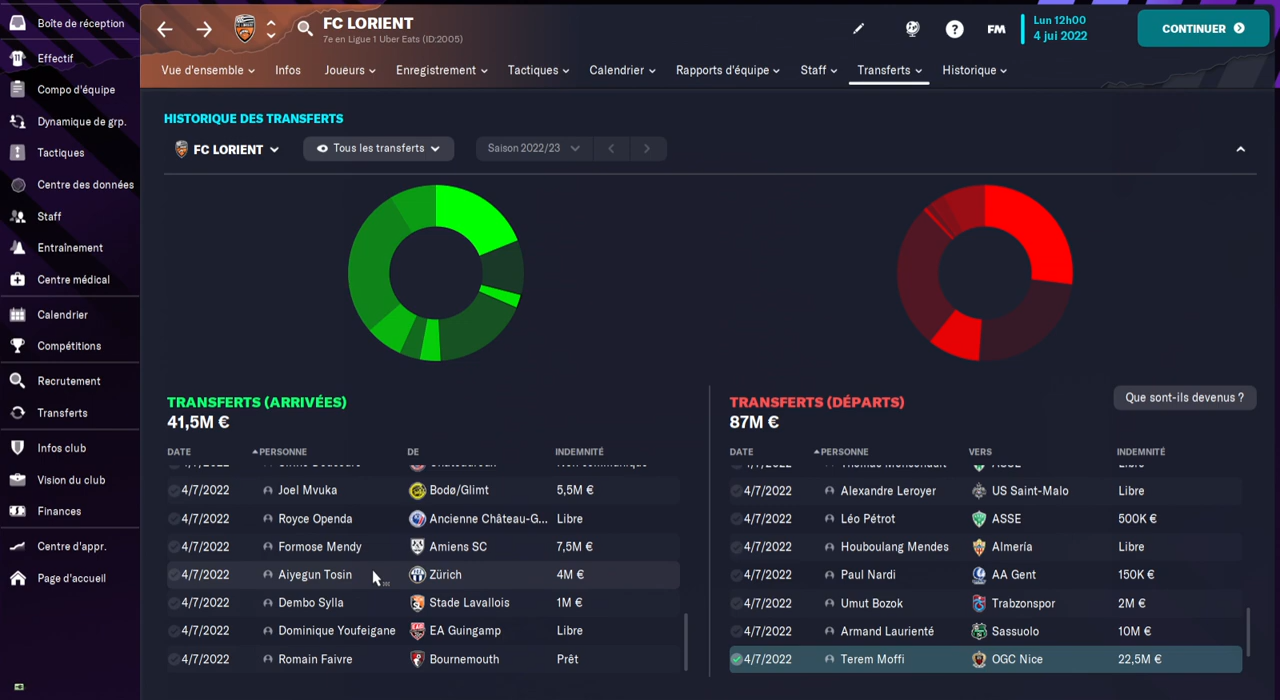 Boîte de réception
Effectif
Compo d'équipe
Dynamique de grp.
Tactiques
Centre des données
Staff
Entraînement
Centre médical
Calendrier
Compétitions
Recrutement
Transferts
Infos club
Vision du club
Finances
Centre d'appr.
Page d'accueil
FC LORIENT
7e en Ligue 1 Uber Eats (ID:2005)
FM
Lun 12h00
4 jui 2022
CONTINUER
Vue d'ensemble Infos Joueurs Enregistrement Tactiques Calendrier Rapports d'équipe Staff Transferts Historique
HISTORIQUE DES TRANSFERTS
FC LORIENT Tous les transferts Saison 2022/23
TRANSFERTS (ARRIVÉES)
41,5M €
DATE PERSONNE DE INDEMNITÉ
4/7/2022 Joel Mvuka Bodø/Glimt 5,5M €
4/7/2022 Royce Openda Ancienne Château-G... Libre
4/7/2022 Formose Mendy Amiens SC 7,5M €
4/7/2022 Aiyegun Tosin Zürich 4M €
4/7/2022 Dembo Sylla Stade Lavallois 1M €
4/7/2022 Dominique Youfeigane EA Guingamp Libre
4/7/2022 Romain Faivre Bournemouth Prêt
TRANSFERTS (DÉPARTS)
87M €
Que sont-ils devenus ?
DATE PERSONNE VERS INDEMNITÉ
4/7/2022 Alexandre Leroyer US Saint-Malo Libre
4/7/2022 Léo Pétrot ASSE 500K €
4/7/2022 Houboulang Mendes Almería Libre
4/7/2022 Paul Nardi AA Gent 150K €
4/7/2022 Umut Bozok Trabzonspor 2M €
4/7/2022 Armand Laurienté Sassuolo 10M €
4/7/2022 Terem Moffi OGC Nice 22,5M €